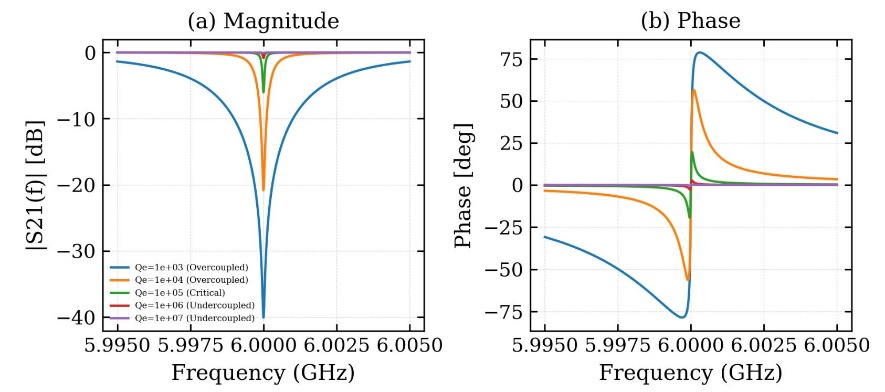 (a) Magnitude
0
−10
−20
−30
−40
|S21(f)| [dB]
Qe=1e+03 (Overcoupled)
Qe=1e+04 (Overcoupled)
Qe=1e+05 (Critical)
Qe=1e+06 (Undercoupled)
Qe=1e+07 (Undercoupled)
5.9950 5.9975 6.0000 6.0025 6.0050
Frequency (GHz)
(b) Phase
75
50
25
0
−25
−50
−75
Phase [deg]
5.9950 5.9975 6.0000 6.0025 6.0050
Frequency (GHz)